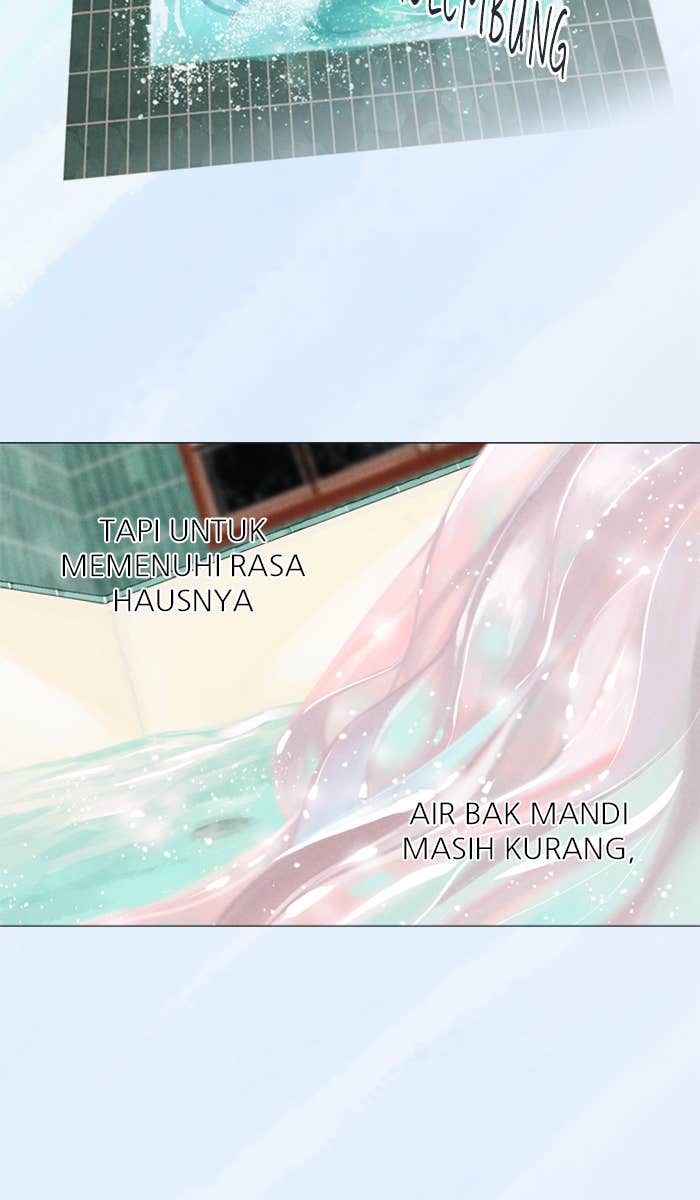 TAPI UNTUK
MEMENUHI RASA
HAUSNYA
AIR BAK MANDI
MASIH KURANG,